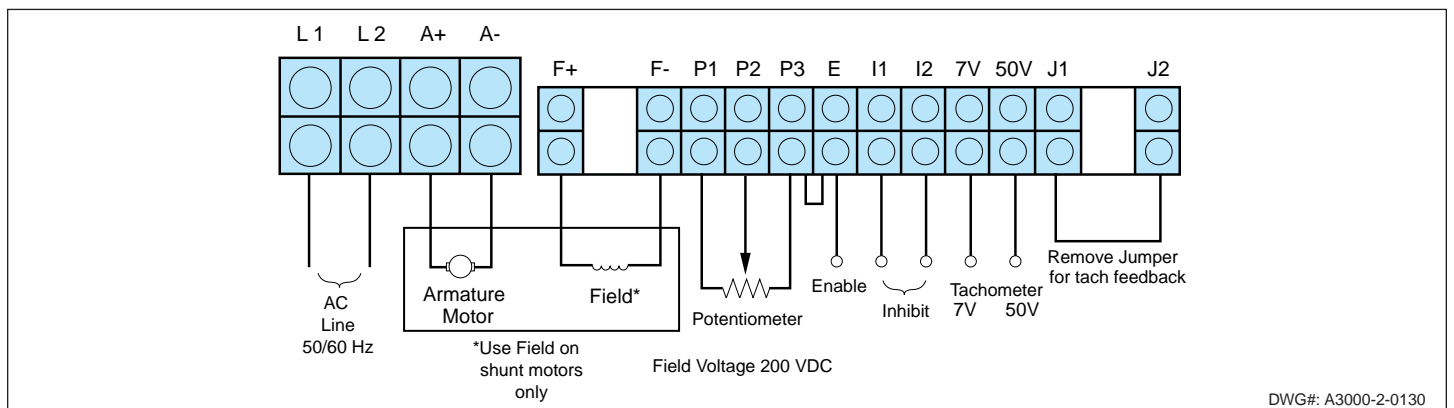 L 1 L 2 A+ A-
F+ F- P1 P2 P3 E I1 I2 7V 50V J1 J2
AC
Line
50/60 Hz
Armature
Motor
Field*
*Use Field on
shunt motors
only
Potentiometer
Field Voltage 200 VDC
Enable
Inhibit
Tachometer
7V 50V
Remove Jumper
for tach feedback
DWG#: A3000-2-0130